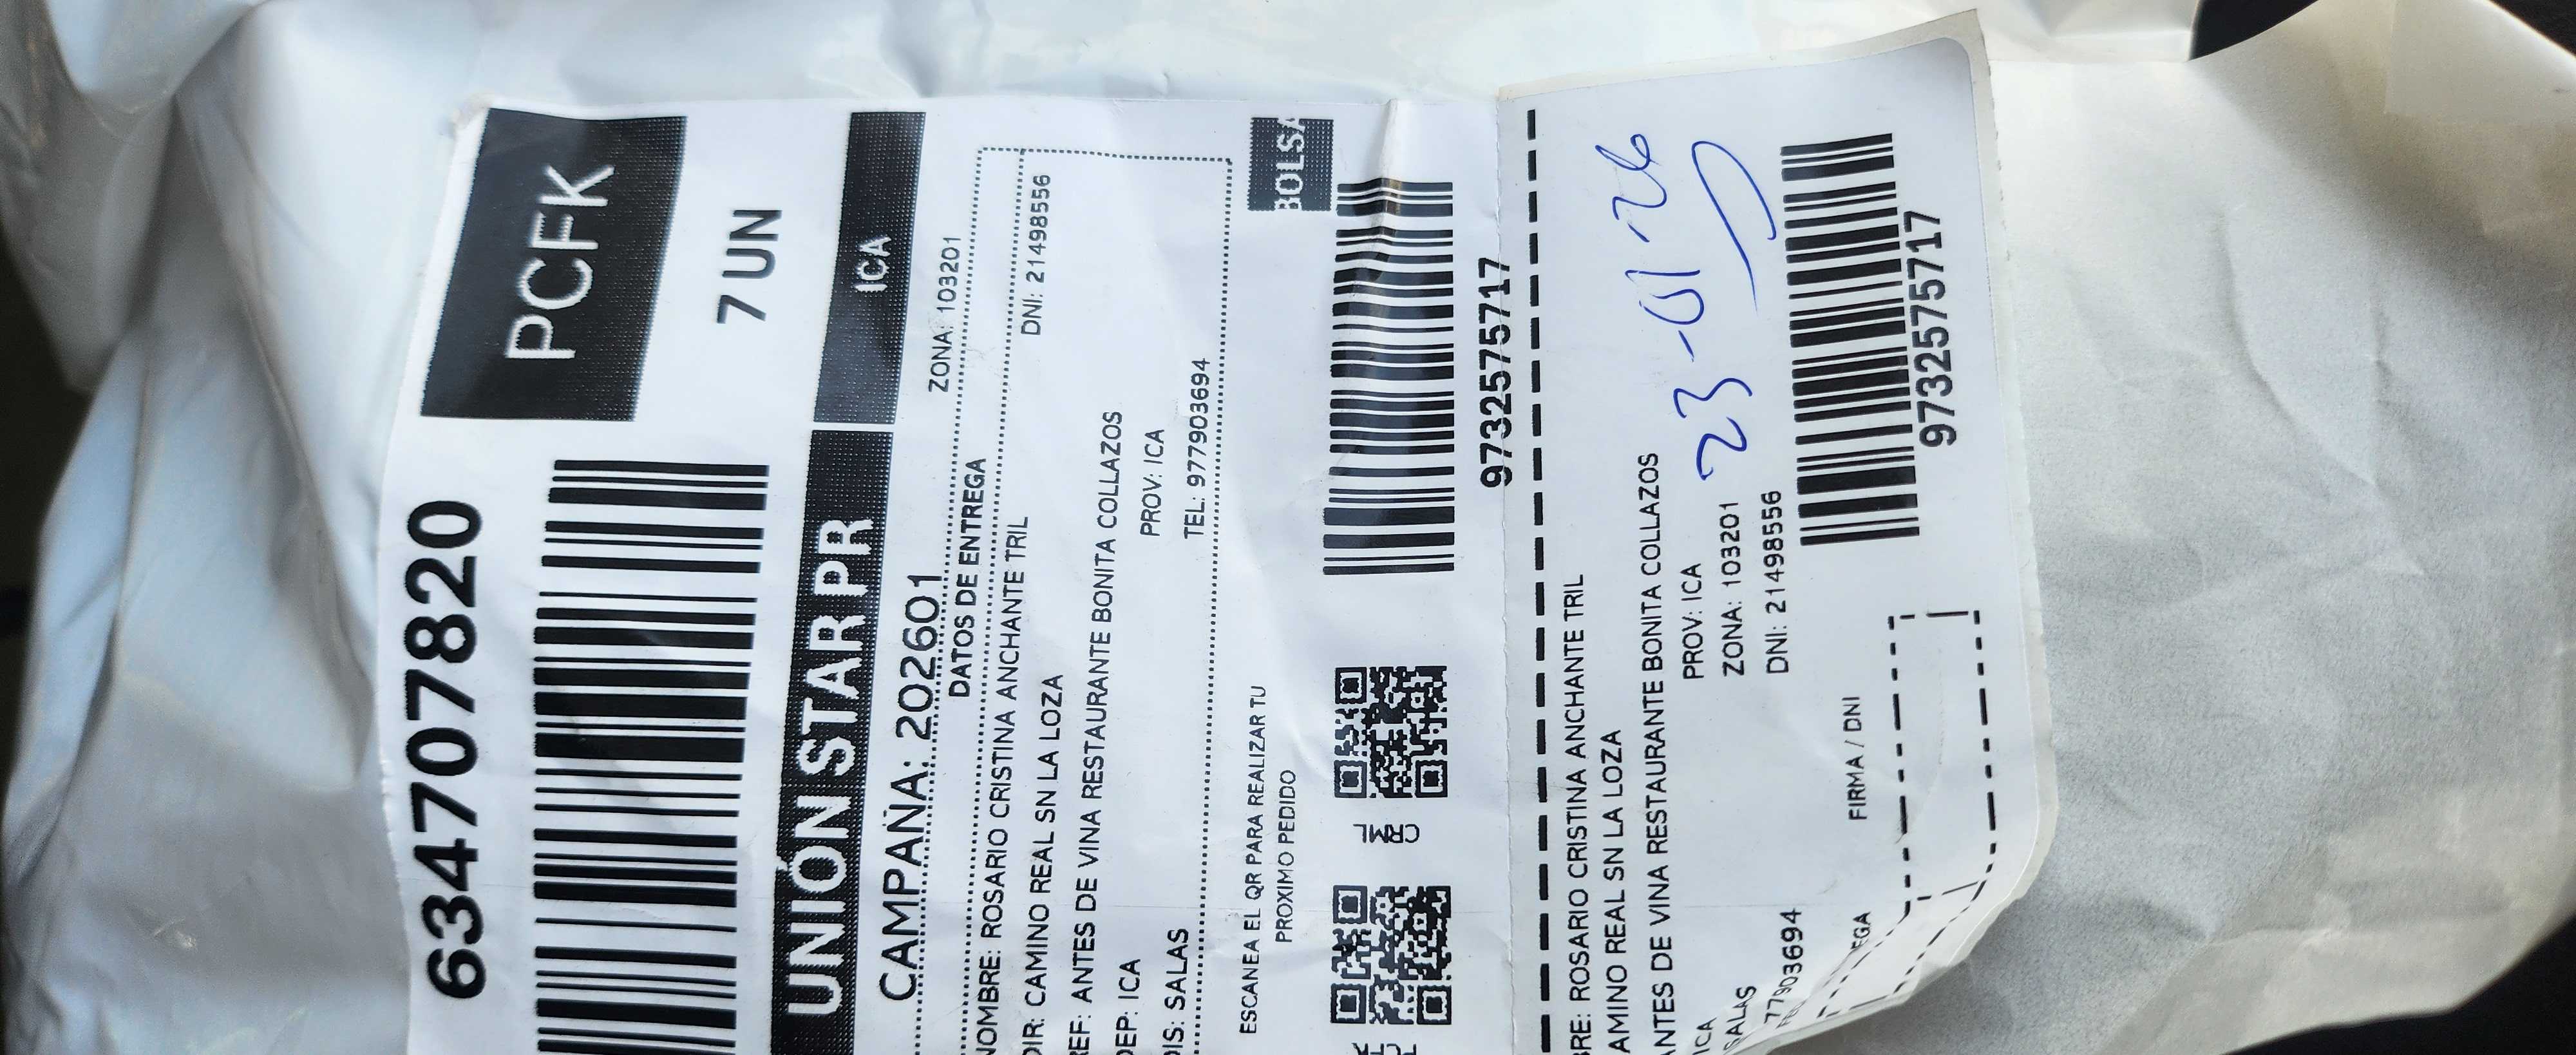 6347707820
PCFK
7 UN
UNIÓN STAR PR
ICA
CAMPAÑA: 202601
ZONA: 103201
DATOS DE ENTREGA
NOMBRE: ROSARIO CRISTINA ANCHANTE TRIL
DNI: 21498556
DIR: CAMINO REAL SN LA LOZA
REF: ANTES DE VINA RESTAURANTE BONITA COLLAZOS
DEP: ICA
PROV: ICA
DIS: SALAS
TEL: 977903694
ESCANEA EL QR PARA REALIZAR TU
PROXIMO PEDIDO
BOLSA
9732575717
BRE: ROSARIO CRISTINA ANCHANTE TRIL
AMINO REAL SN LA LOZA
ANTES DE VINA RESTAURANTE BONITA COLLAZOS
ICA
PROV: ICA
23-01-26
SALAS
ZONA: 103201
77903694
DNI: 21498556
EGA
FIRMA / DNI
9732575717